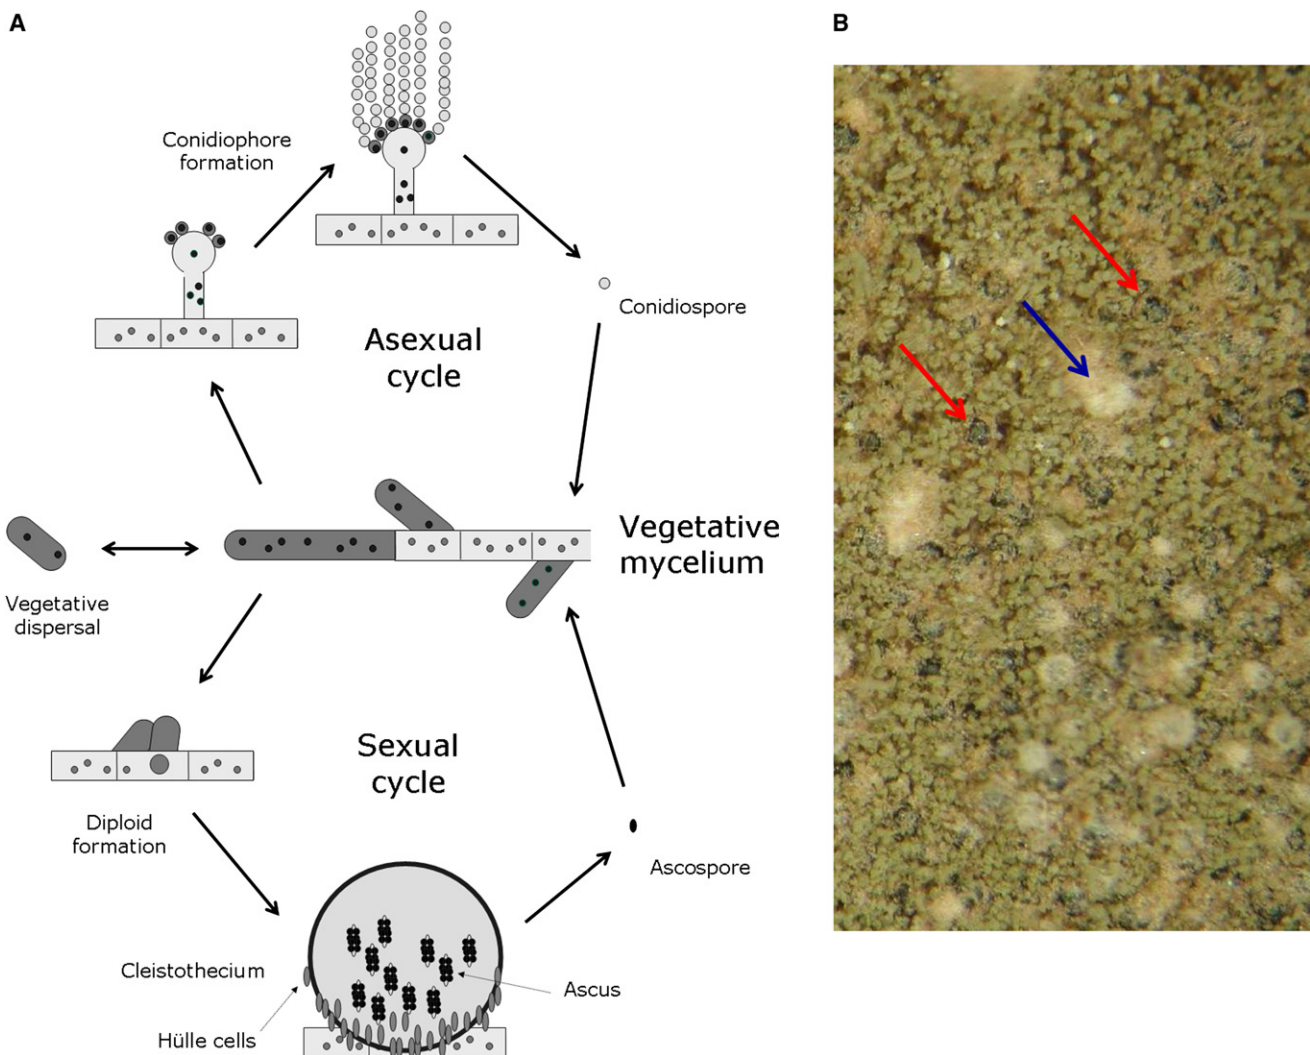 A
B
Conidiophore
formation
Conidiospore
Asexual
cycle
Vegetative
mycelium
Vegetative
dispersal
Sexual
cycle
Diploid
formation
Ascospore
Cleistothecium
Ascus
Hülle cells